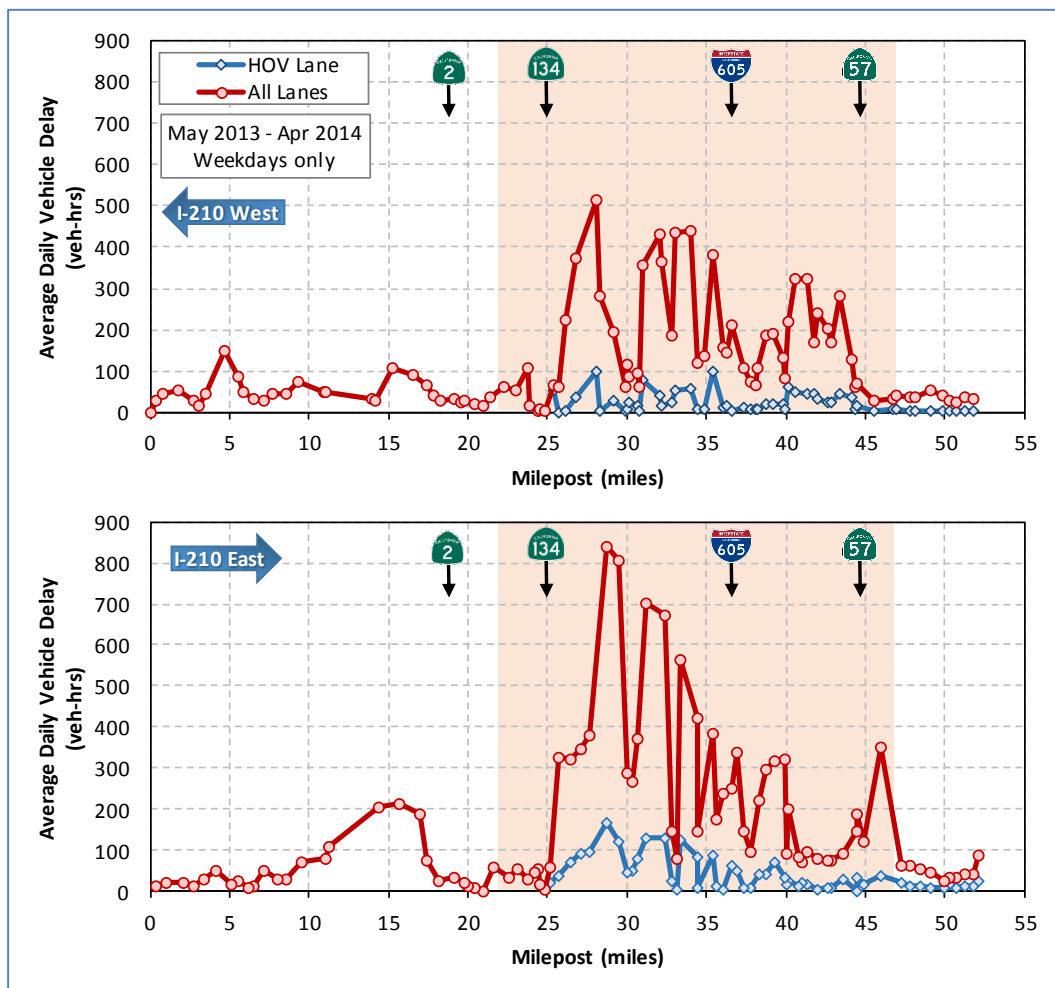 900
800
700
600
500
400
300
200
100
0
Average Daily Vehicle Delay
(veh-hrs)
HOV Lane
All Lanes
May 2013 - Apr 2014
Weekdays only
I-210 West
2
134
605
57
0 5 10 15 20 25 30 35 40 45 50 55
Milepost (miles)
900
800
700
600
500
400
300
200
100
0
Average Daily Vehicle Delay
(veh-hrs)
I-210 East
2
134
605
57
0 5 10 15 20 25 30 35 40 45 50 55
Milepost (miles)